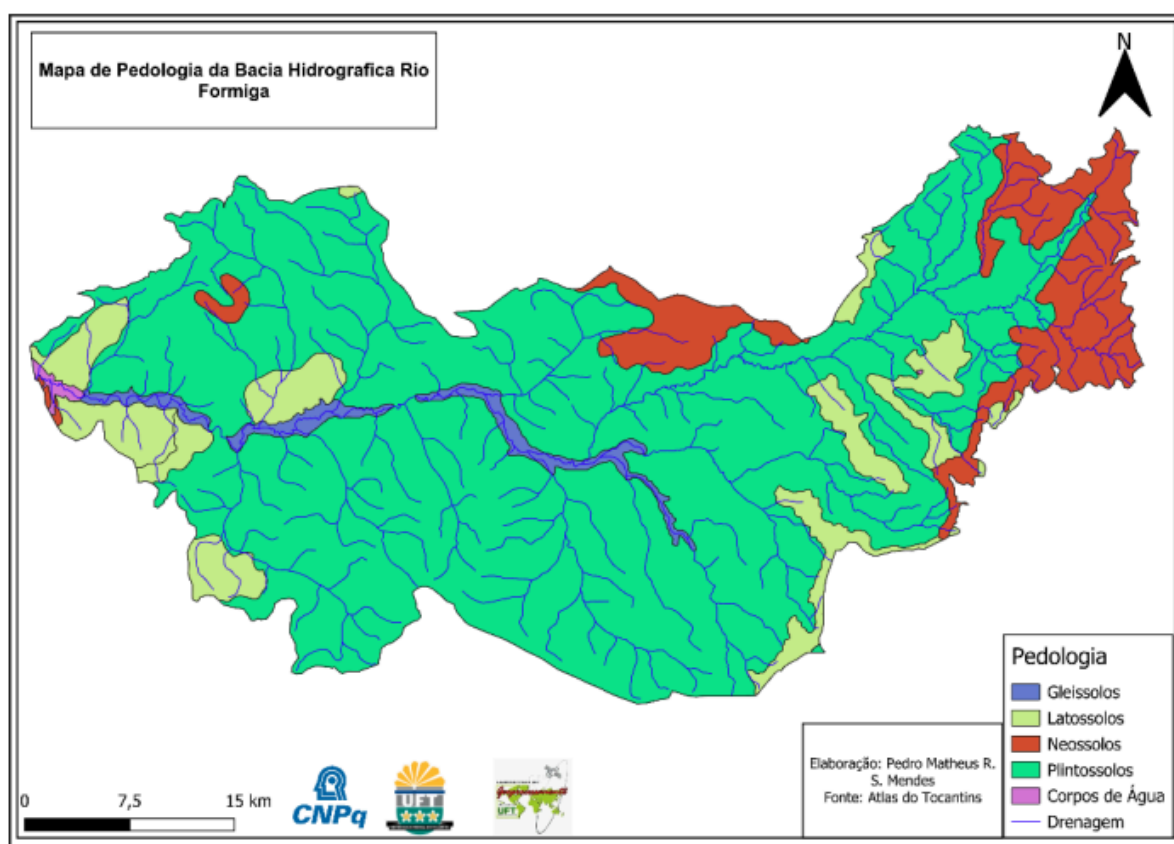 Mapa de Pedologia da Bacia Hidrografica Rio
Formiga
N
Pedologia
Gleissolos
Latossolos
Neossolos
Plintossolos
Corpos de Água
Drenagem
Elaboração: Pedro Matheus R.
S. Mendes
Fonte: Atlas do Tocantins
0 7,5 15 km
CNPq
UFT
UFT